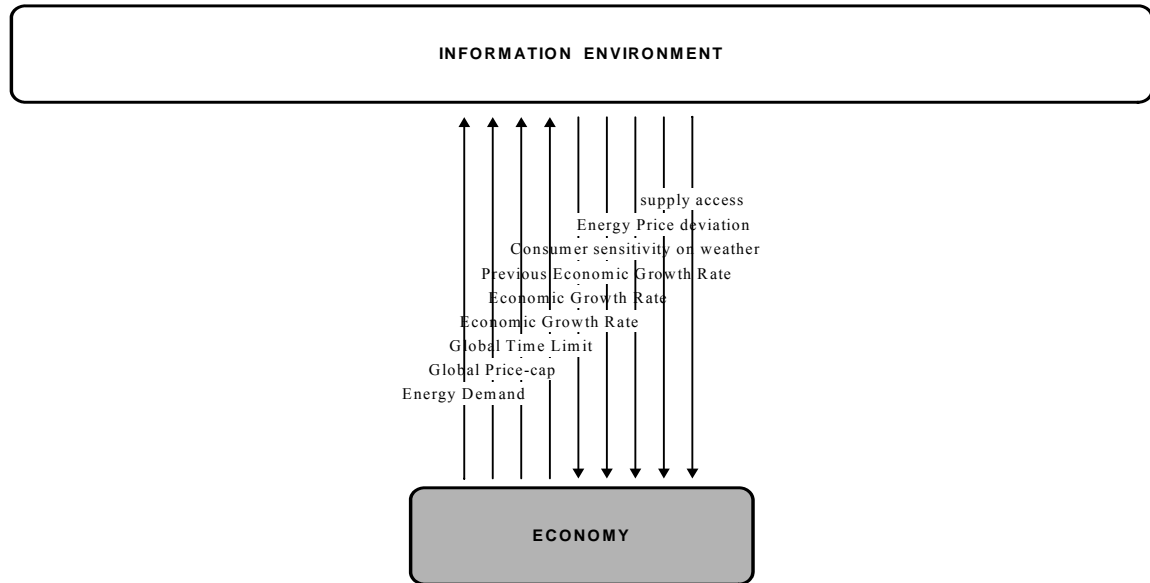 INFORMATION ENVIRONMENT
supply access
Energy Price deviation
Consumer sensitivity on weather
Previous Economic Growth Rate
Economic Growth Rate
Economic Growth Rate
Global Time Limit
Global Price-cap
Energy Demand
ECONOMY